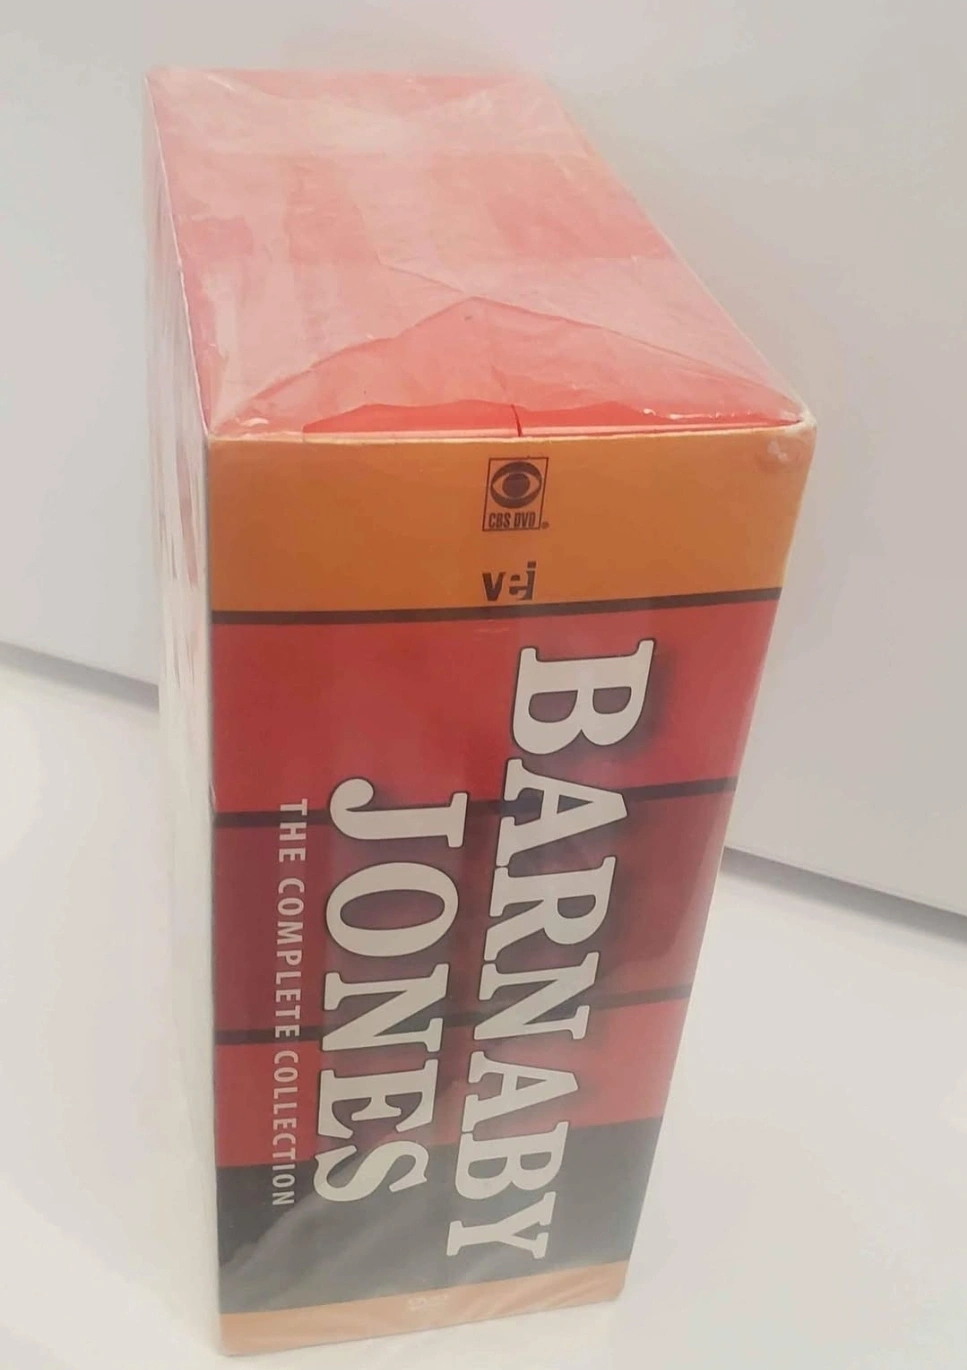 CBS DVD
vei
BARNABY
JONES
THE COMPLETE COLLECTION